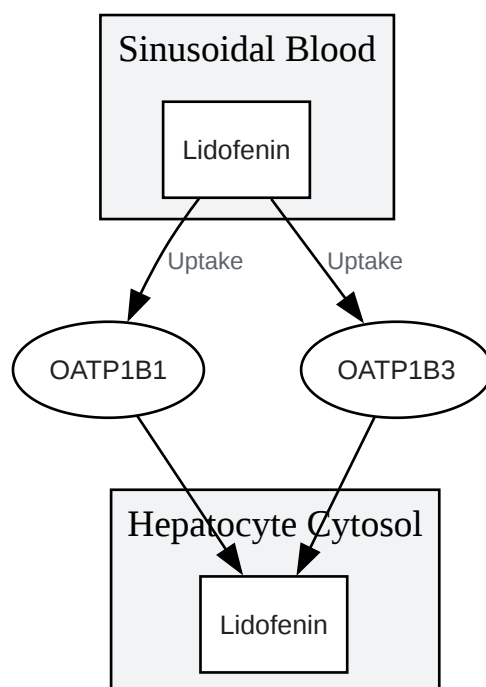 Sinusoidal Blood
Lidofenin
Uptake
Uptake
OATP1B1
OATP1B3
Hepatocyte Cytosol
Lidofenin